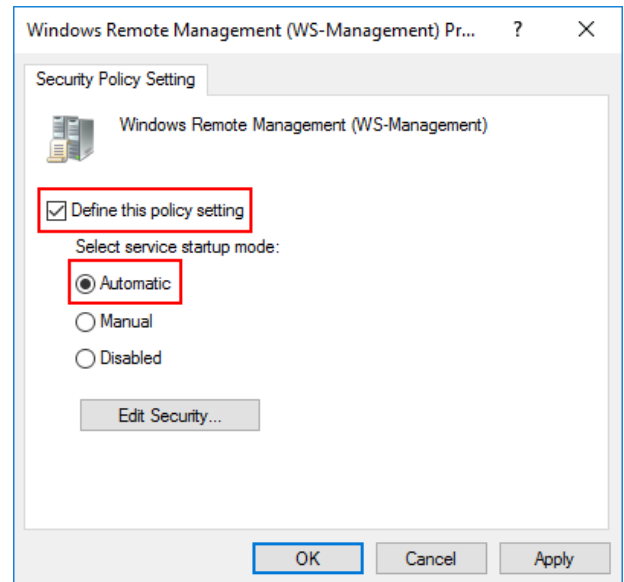 Windows Remote Management (WS-Management) Pr... ? ×
Security Policy Setting
Windows Remote Management (WS-Management)
Define this policy setting
Select service startup mode:
Automatic
Manual
Disabled
Edit Security...
OK Cancel Apply